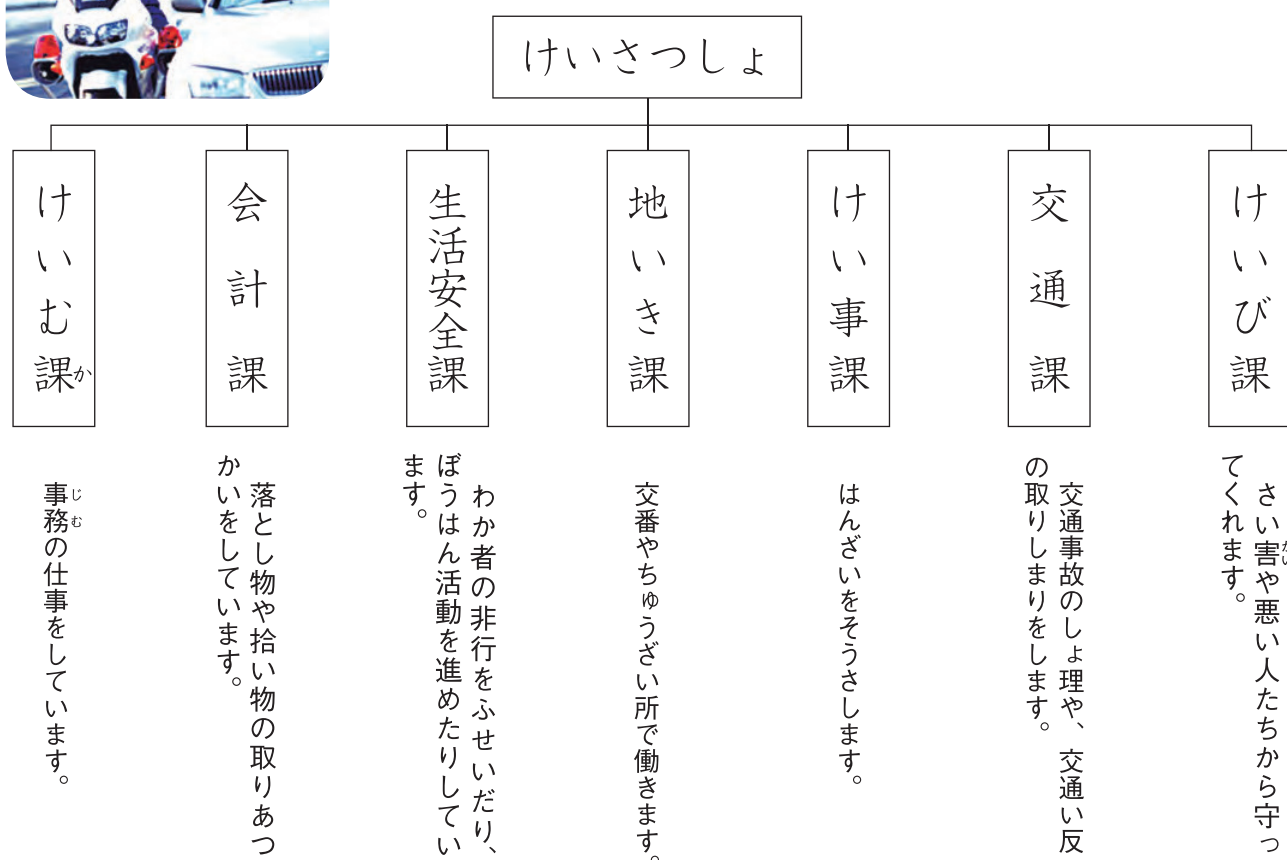 けいさつしょ
けいび課
さい害や悪い人たちから守っ
てくれます。
交通課
交通事故のしょ理や、交通い反
の取りしまりをします。
けい事課
はんざいをそうさします。
地いき課
交番やちゅうざい所で働きます。
生活安全課
わか者の非行をふせいだり、
ぼうはん活動を進めたりしてい
ます。
会計課
落とし物や拾い物の取りあつ
かいをしています。
けいむ課
事務の仕事をしています。